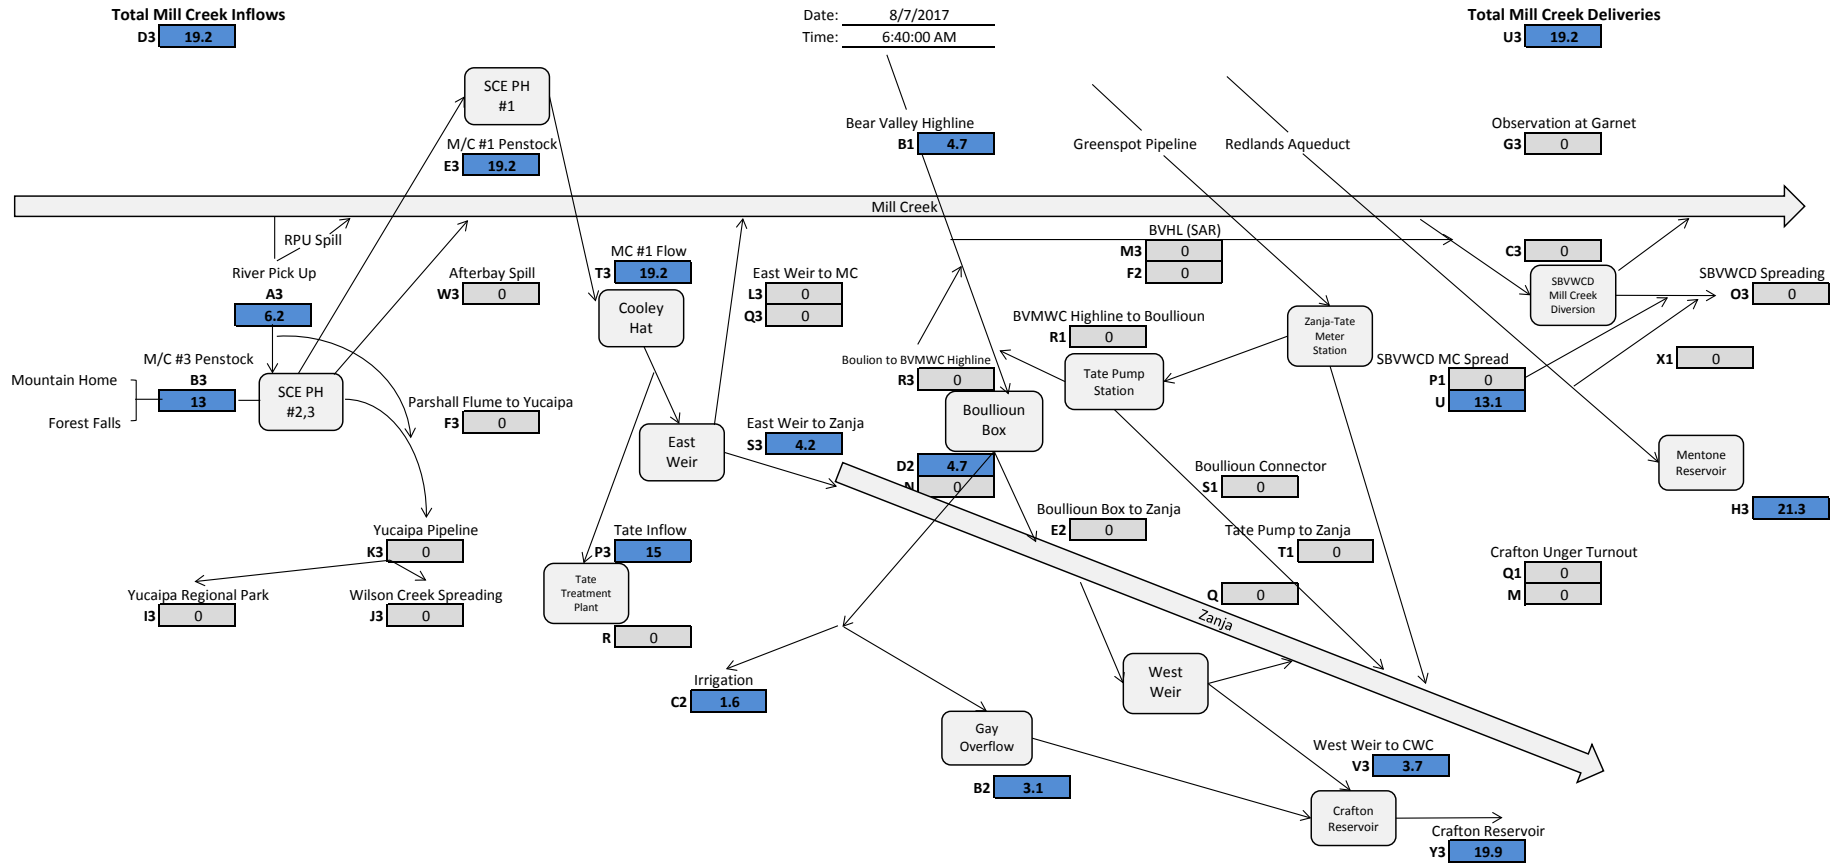 Total Mill Creek Inflows
D3 19.2
Date: 8/7/2017
Time: 6:40:00 AM
Total Mill Creek Deliveries
U3 19.2
SCE PH
#1
M/C #1 Penstock
E3 19.2
Bear Valley Highline
B1 4.7
Greenspot Pipeline
Redlands Aqueduct
Observation at Garnet
G3 0
Mill Creek
RPU Spill
River Pick Up
A3
6.2
Afterbay Spill
W3 0
MC #1 Flow
T3 19.2
Cooley
Hat
East Weir to MC
L3 0
Q3 0
BVHL (SAR)
M3 0
F2 0
C3 0
SBVWCD
Mill Creek
Diversion
SBVWCD Spreading
O3 0
BVMWC Highline to Boullioun
R1 0
Zanja-Tate
Meter
Station
M/C #3 Penstock
B3
13
Mountain Home
Forest Falls
SCE PH
#2,3
Parshall Flume to Yucaipa
F3 0
Boulion to BVMWC Highline
R3 0
Tate Pump
Station
SBVWCD MC Spread
P1 0
U 13.1
X1 0
Boullioun
Box
East
Weir
East Weir to Zanja
S3 4.2
D2 4.7
N 0
Boullioun Connector
S1 0
Mentone
Reservoir
H3 21.3
Boullioun Box to Zanja
E2 0
Yucaipa Pipeline
K3 0
Tate Inflow
P3 15
Tate Pump to Zanja
T1 0
Crafton Unger Turnout
Q1 0
M 0
Yucaipa Regional Park
I3 0
Wilson Creek Spreading
J3 0
Tate
Treatment
Plant
R 0
Q 0
Zanja
Irrigation
C2 1.6
West
Weir
Gay
Overflow
B2 3.1
West Weir to CWC
V3 3.7
Crafton
Reservoir
Crafton Reservoir
Y3 19.9